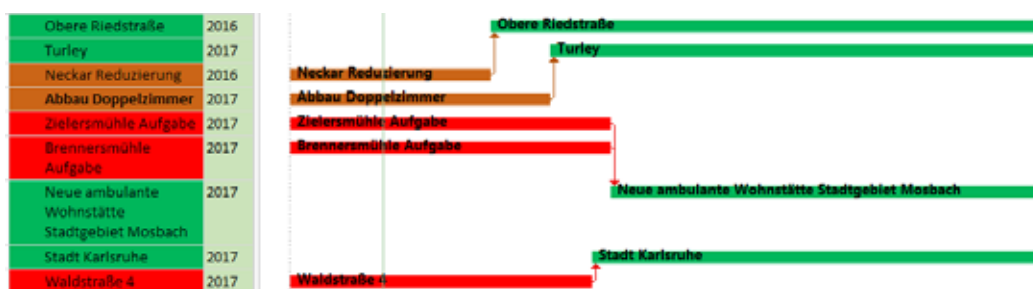 Obere Riedstraße 2016 Obere Riedstraße
Turley 2017 Turley
Neckar Reduzierung 2016 Neckar Reduzierung
Abbau Doppelzimmer 2017 Abbau Doppelzimmer
Zielersmühle Aufgabe 2017 Zielersmühle Aufgabe
Brennersmühle 2017 Brennersmühle Aufgabe
Aufgabe
Neue ambulante 2017 Neue ambulante Wohnstätte Stadtgebiet Mosbach
Wohnstätte
Stadtgebiet Mosbach
Stadt Karlsruhe 2017 Stadt Karlsruhe
Waldstraße 4 2017 Waldstraße 4